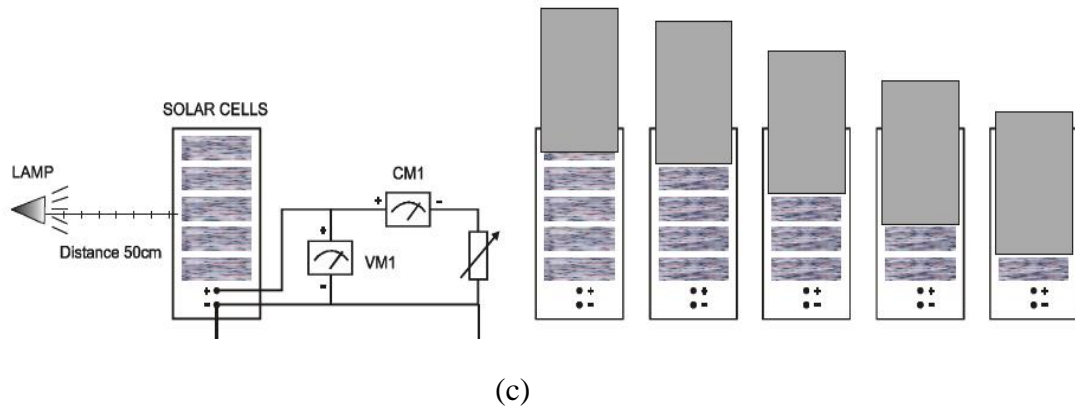 SOLAR CELLS
LAMP
Distance 50cm
CM1
+ -
+
VM1
-
+
-
+
-
+
-
+
-
+
-
+
-
(c)